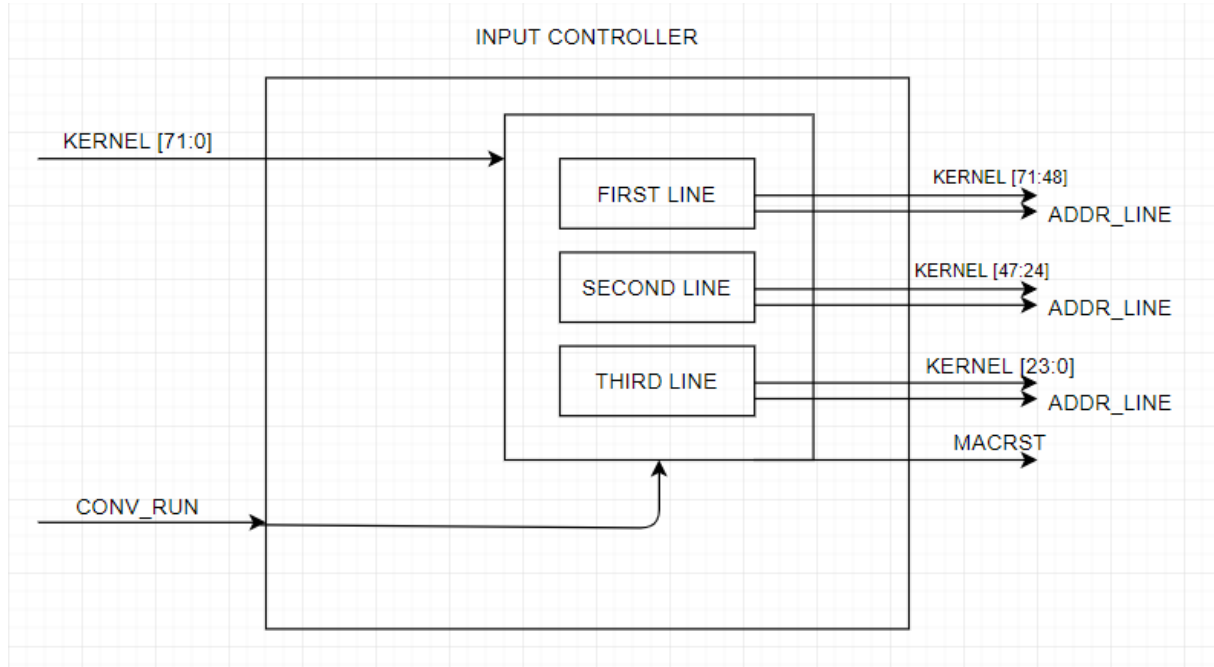 INPUT CONTROLLER
KERNEL [71:0]
FIRST LINE
KERNEL [71:48]
ADDR_LINE
SECOND LINE
KERNEL [47:24]
ADDR_LINE
THIRD LINE
KERNEL [23:0]
ADDR_LINE
MACRST
CONV_RUN